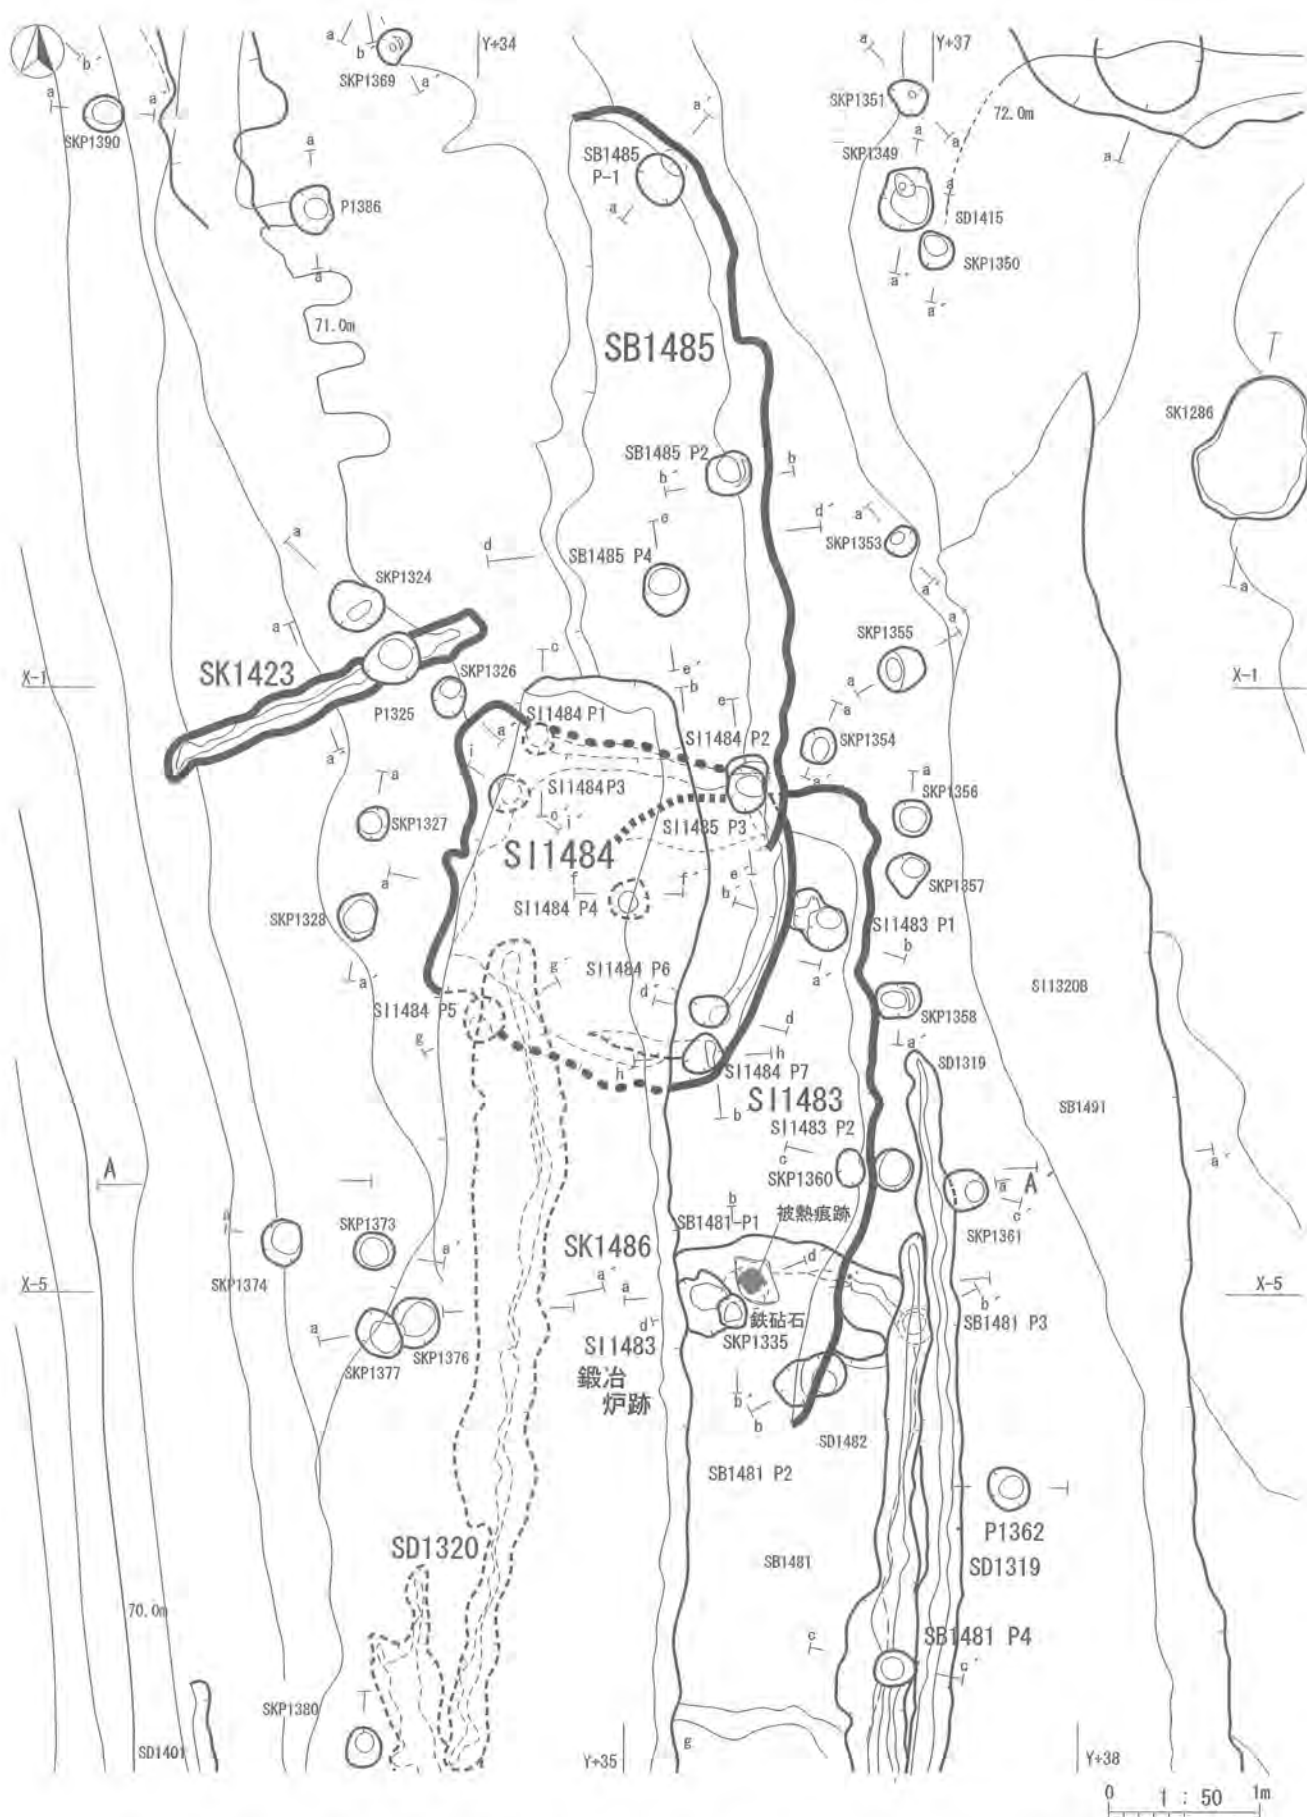 a
b
SKP1369
a´
Y+34
a
Y+37
b´
a
a´
SKP1390
SKP1351
72.0m
SB1485
P-1
a´
a
SKP1349
a
a
P1386
a
SD1415
SKP1350
a
a´
a´
71.0m
SB1485
SK1286
SB1485 P2
b´
b
e
d
d´
SB1485 P4
a
SKP1353
a´
a
SKP1324
a
SKP1355
a´
SK1423
P1325
SKP1326
c
e´
b
X-1
X-1
SI1484 P1
e
SI1484 P2
a
SKP1354
a´
i
SI1484 P3
c´
i´
SI1485 P3
a
SKP1356
SKP1327
SI1484
SKP1357
f
f´
e´
b´
SI1484 P4
SKP1328
SI1483 P1
b
a´
SI1484 P6
g´
d´
SI1484 P5
g
d
SKP1358
a´
SI1320B
h´
h
SI1484 P7
SD1319
SI1483
b´
SI1483 P2
SB1491
c
SKP1360
A
A
a´
SKP1373
SKP1374
b
SB1481-P1
被熱痕跡
SKP1361
c´
SK1486
a´
a
d
d´
X-5
X-5
鉄砧石
SKP1335
b´
SB1481 P3
a
SKP1377
SKP1376
SI1483
鍛冶
炉跡
b´
b
SD1482
SB1481 P2
SD1320
SB1481
P1362
SD1319
70.0m
SB1481 P4
c
c´
SKP1380
SD1401
Y+35
g
Y+38
0 1 : 50 1m